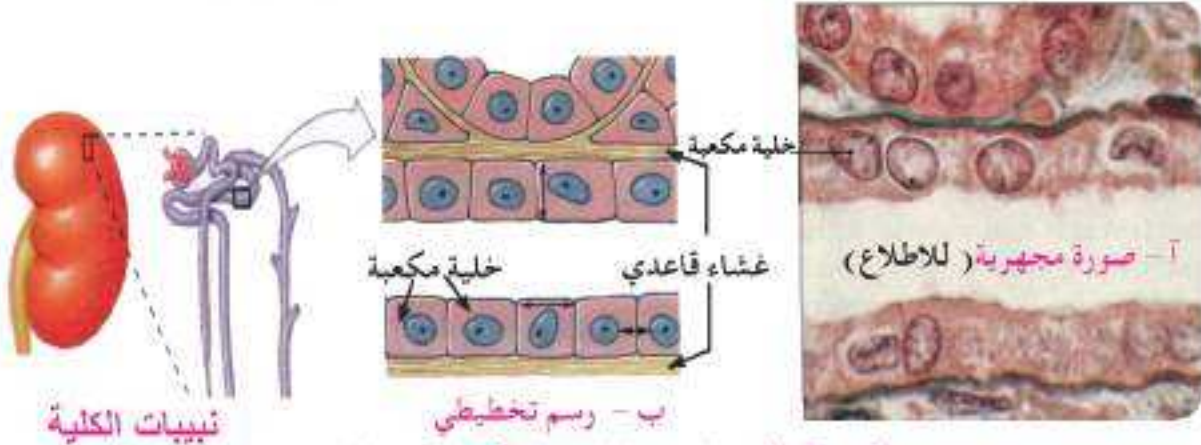 خلية مكعبة
غشاء قاعدي
خلية مكعبة
آ - صورة مجهرية ( للاطلاع )
ب - رسم تخطيطي
نبيبات الكلية